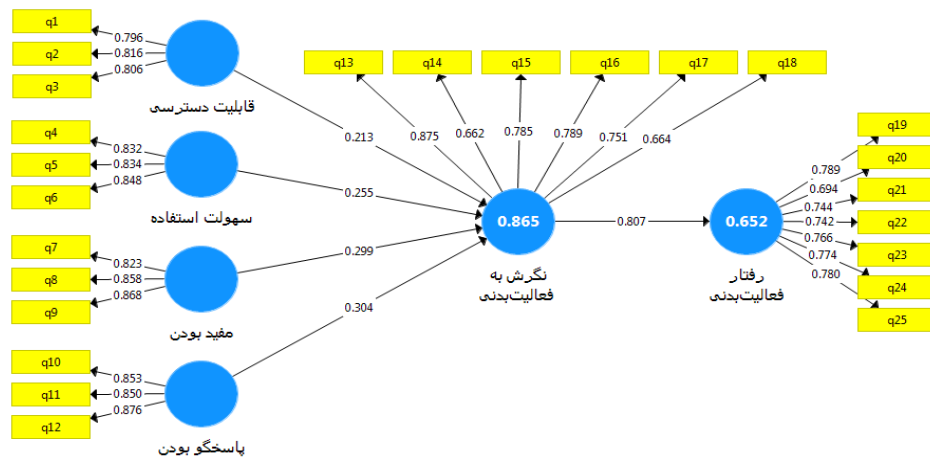 q1
q2
q3
0.796
0.816
0.806
قابلیت دسترسی
q4
q5
q6
0.832
0.834
0.848
سهولت استفاده
q7
q8
q9
0.823
0.858
0.868
مفید بودن
q10
q11
q12
0.853
0.850
0.876
پاسخگو بودن
0.213
0.255
0.299
0.304
q13
q14
q15
q16
q17
q18
0.875
0.662
0.785
0.789
0.751
0.664
0.865
نگرش به
فعالیت‌بدنی
0.807
0.652
رفتار
فعالیت‌بدنی
q19
q20
q21
q22
q23
q24
q25
0.789
0.694
0.744
0.742
0.766
0.774
0.780